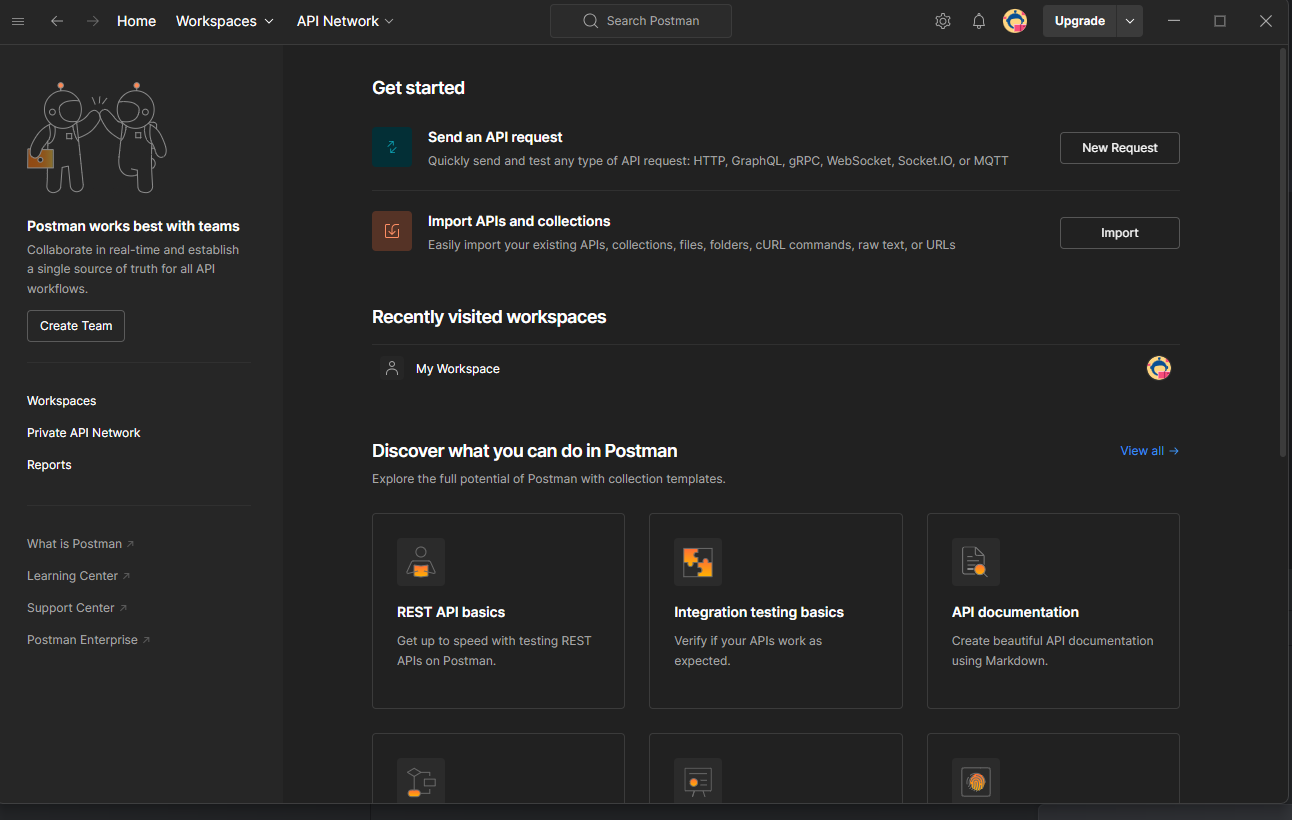 Home
Workspaces
API Network
Search Postman
Upgrade
Postman works best with teams
Collaborate in real-time and establish
a single source of truth for all API
workflows.
Create Team
Workspaces
Private API Network
Reports
What is Postman
Learning Center
Support Center
Postman Enterprise
Get started
Send an API request
Quickly send and test any type of API request: HTTP, GraphQL, gRPC, WebSocket, Socket.IO, or MQTT
New Request
Import APIs and collections
Easily import your existing APIs, collections, files, folders, cURL commands, raw text, or URLs
Import
Recently visited workspaces
My Workspace
Discover what you can do in Postman
View all →
Explore the full potential of Postman with collection templates.
REST API basics
Get up to speed with testing REST
APIs on Postman.
Integration testing basics
Verify if your APIs work as
expected.
API documentation
Create beautiful API documentation
using Markdown.